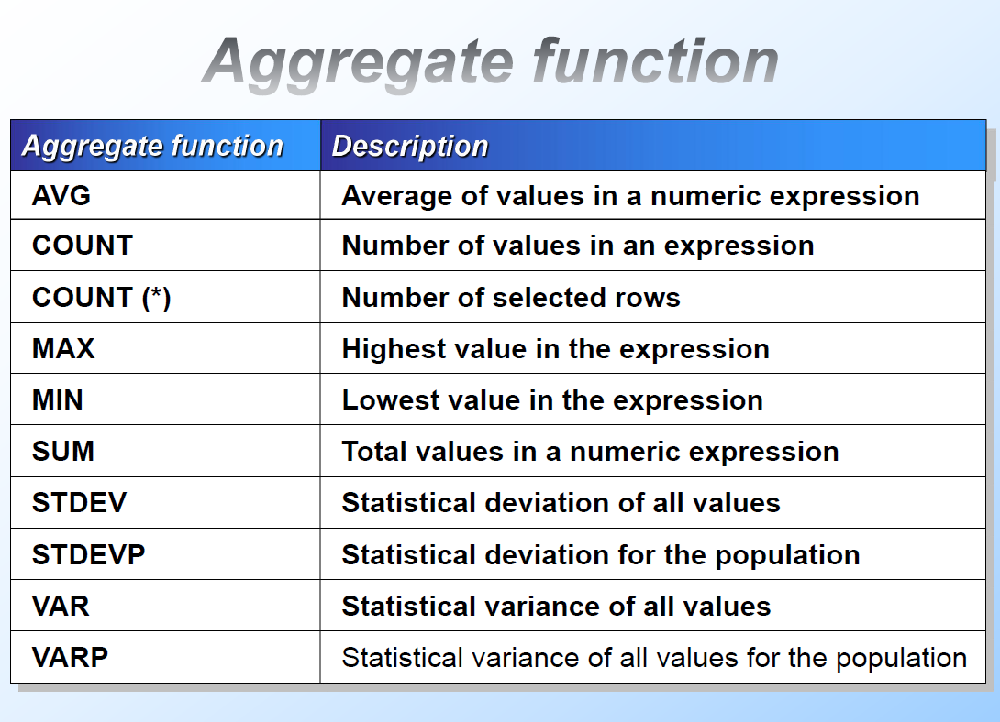 Aggregate function
Aggregate function Description
AVG Average of values in a numeric expression
COUNT Number of values in an expression
COUNT (*) Number of selected rows
MAX Highest value in the expression
MIN Lowest value in the expression
SUM Total values in a numeric expression
STDEV Statistical deviation of all values
STDEVP Statistical deviation for the population
VAR Statistical variance of all values
VARP Statistical variance of all values for the population